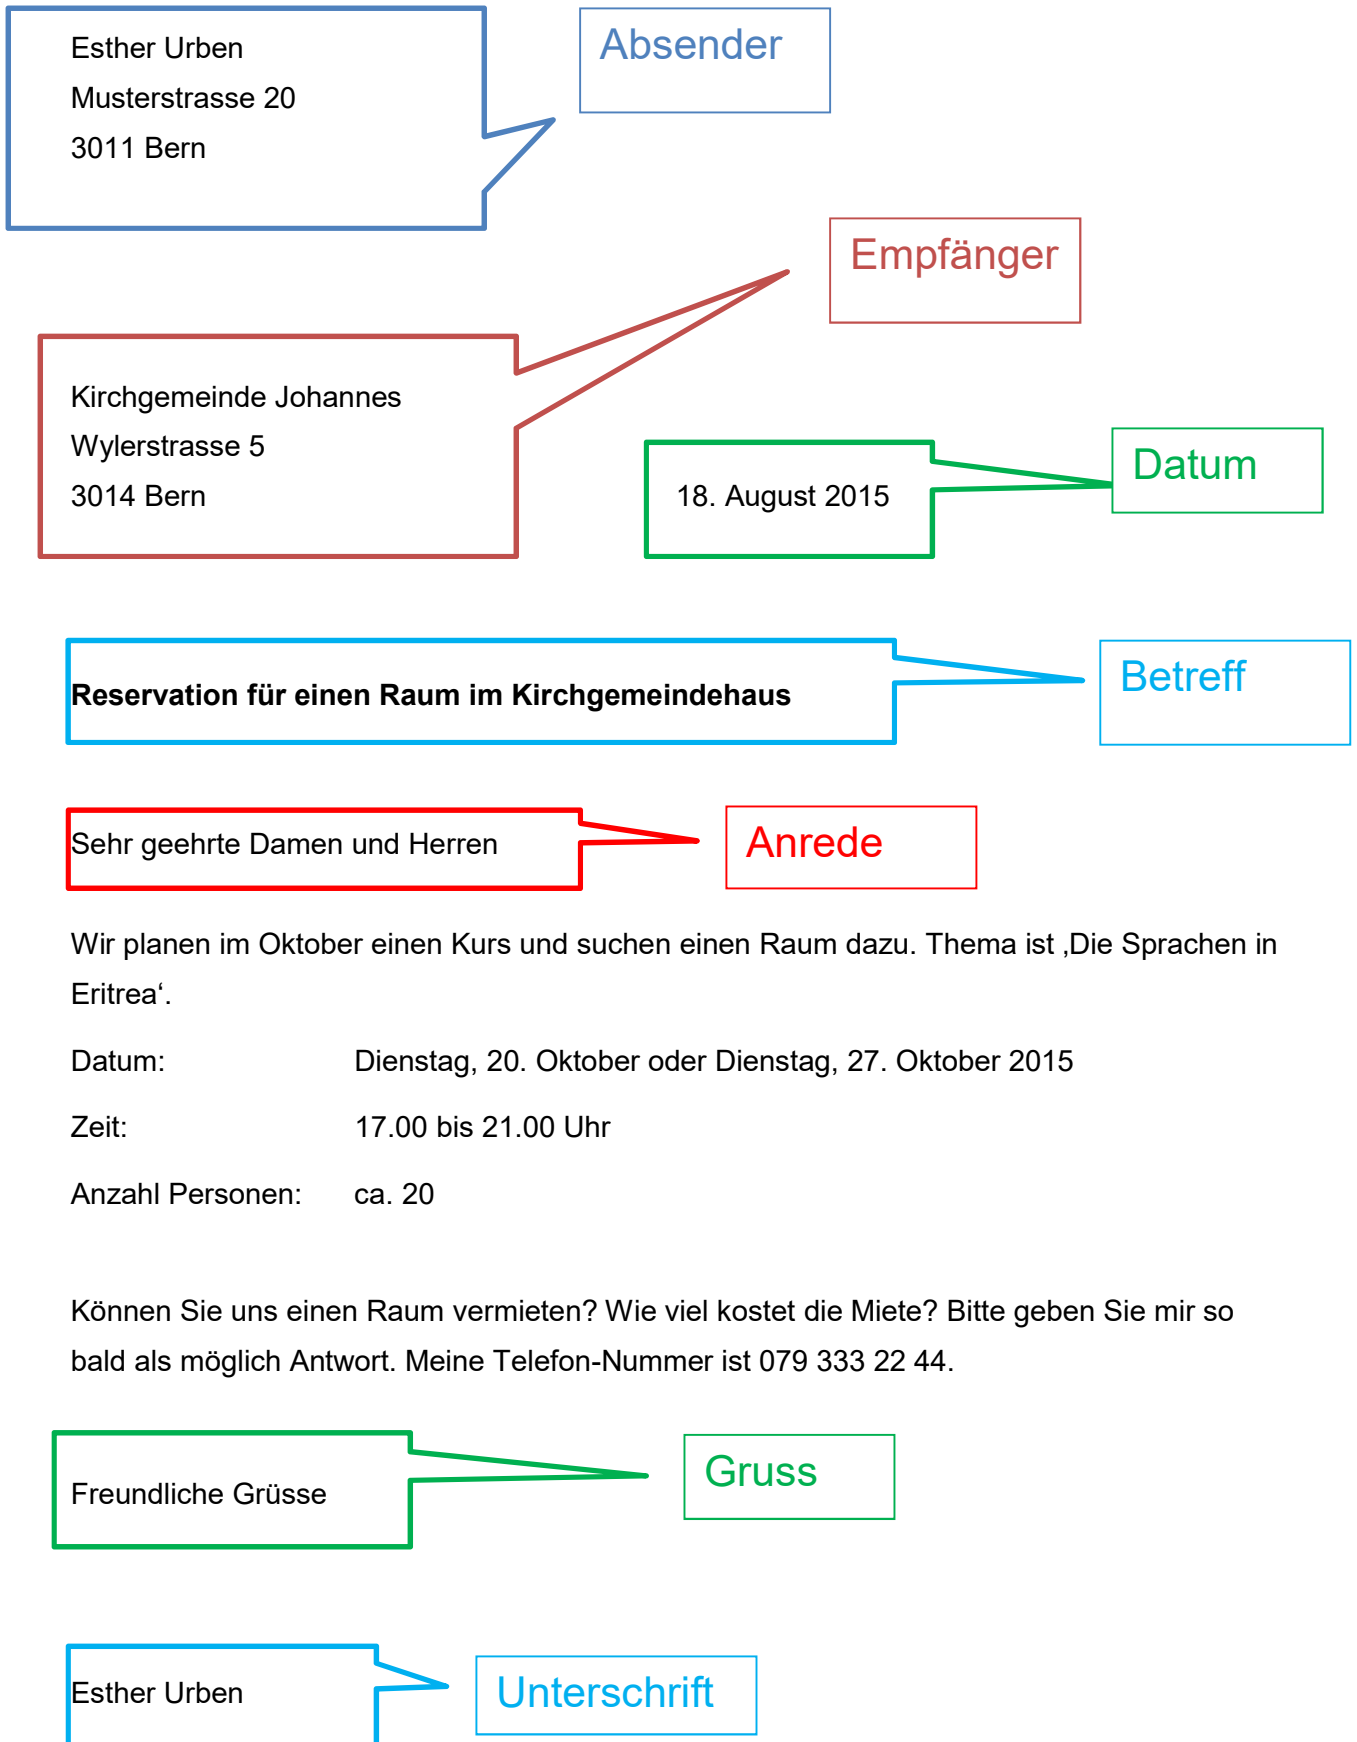 Esther Urben
Musterstrasse 20
3011 Bern
Absender
Empfänger
Kirchgemeinde Johannes
Wylerstrasse 5
3014 Bern
18. August 2015
Datum
Reservation für einen Raum im Kirchgemeindehaus
Betreff
Sehr geehrte Damen und Herren
Anrede
Wir planen im Oktober einen Kurs und suchen einen Raum dazu. Thema ist ‚Die Sprachen in
Eritrea‘.
Datum: Dienstag, 20. Oktober oder Dienstag, 27. Oktober 2015
Zeit: 17.00 bis 21.00 Uhr
Anzahl Personen: ca. 20
Können Sie uns einen Raum vermieten? Wie viel kostet die Miete? Bitte geben Sie mir so
bald als möglich Antwort. Meine Telefon-Nummer ist 079 333 22 44.
Freundliche Grüsse
Gruss
Esther Urben
Unterschrift